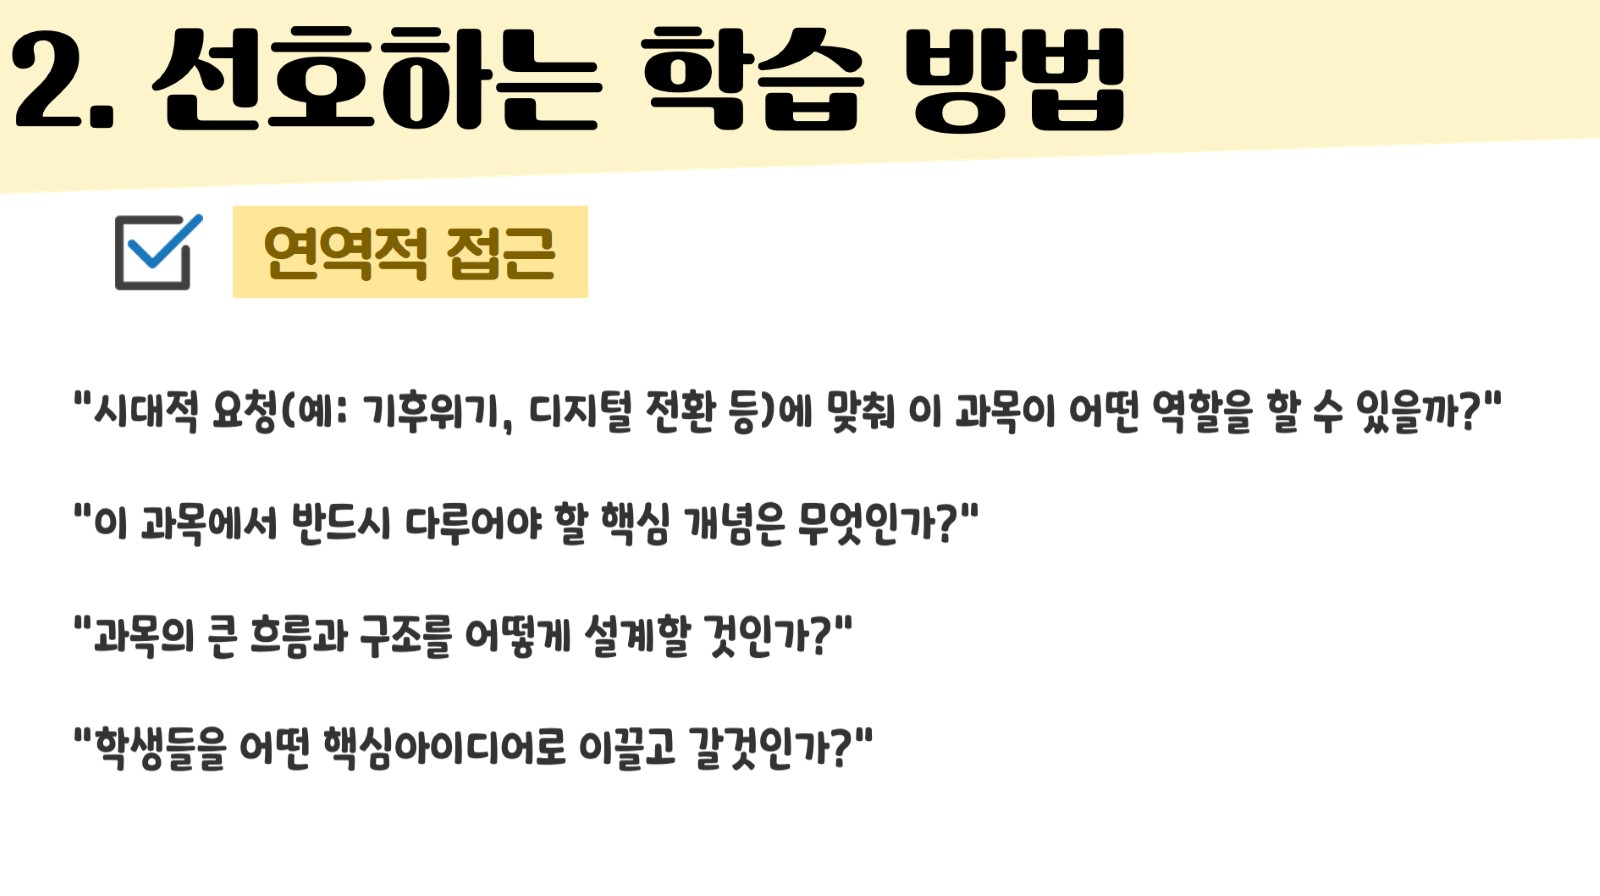 2. 선호하는 학습 방법
연역적 접근
"시대적 요청(예: 기후위기, 디지털 전환 등)에 맞춰 이 과목이 어떤 역할을 할 수 있을까?"
"이 과목에서 반드시 다루어야 할 핵심 개념은 무엇인가?"
"과목의 큰 흐름과 구조를 어떻게 설계할 것인가?"
"학생들을 어떤 핵심아이디어로 이끌고 갈것인가?"